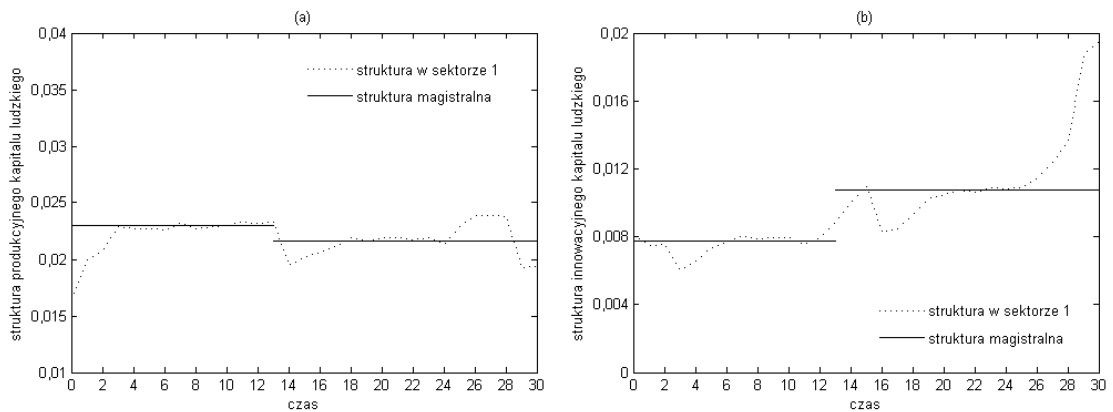 (a)
0,04
0,035
0,03
0,025
0,02
0,015
0,01
struktura produkcyjnego kapitalu ludzkiego
struktura w sektorze 1
struktura magistralna
0 2 4 6 8 10 12 14 16 18 20 22 24 26 28 30
czas
(b)
0,02
0,016
0,012
0,008
0,004
0
struktura innowacyjnego kapitalu ludzkiego
struktura w sektorze 1
struktura magistralna
0 2 4 6 8 10 12 14 16 18 20 22 24 26 28 30
czas